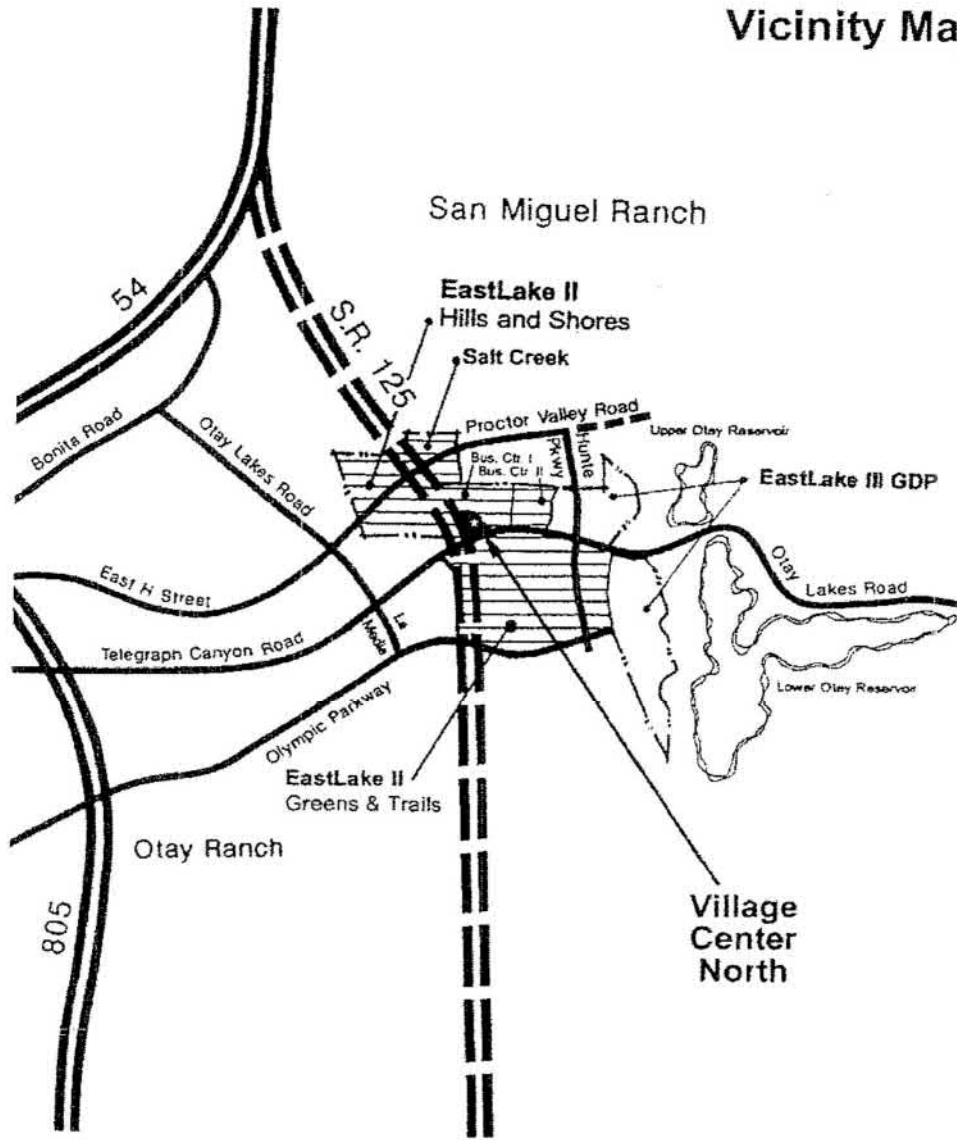 Vicinity Ma
San Miguel Ranch
54
S.R. 125
EastLake II
Hills and Shores
Salt Creek
Proctor Valley Road
Bonita Road
Otay Lakes Road
Bus. Ctr. I
Bus. Ctr. II
Hunte
Pkwy
Upper Otay Reservoir
EastLake III GDP
East H Street
Otay
Lakes Road
La
Media
Telegraph Canyon Road
Olympic Parkway
Lower Otay Reservoir
EastLake II
Greens & Trails
Otay Ranch
805
Village
Center
North